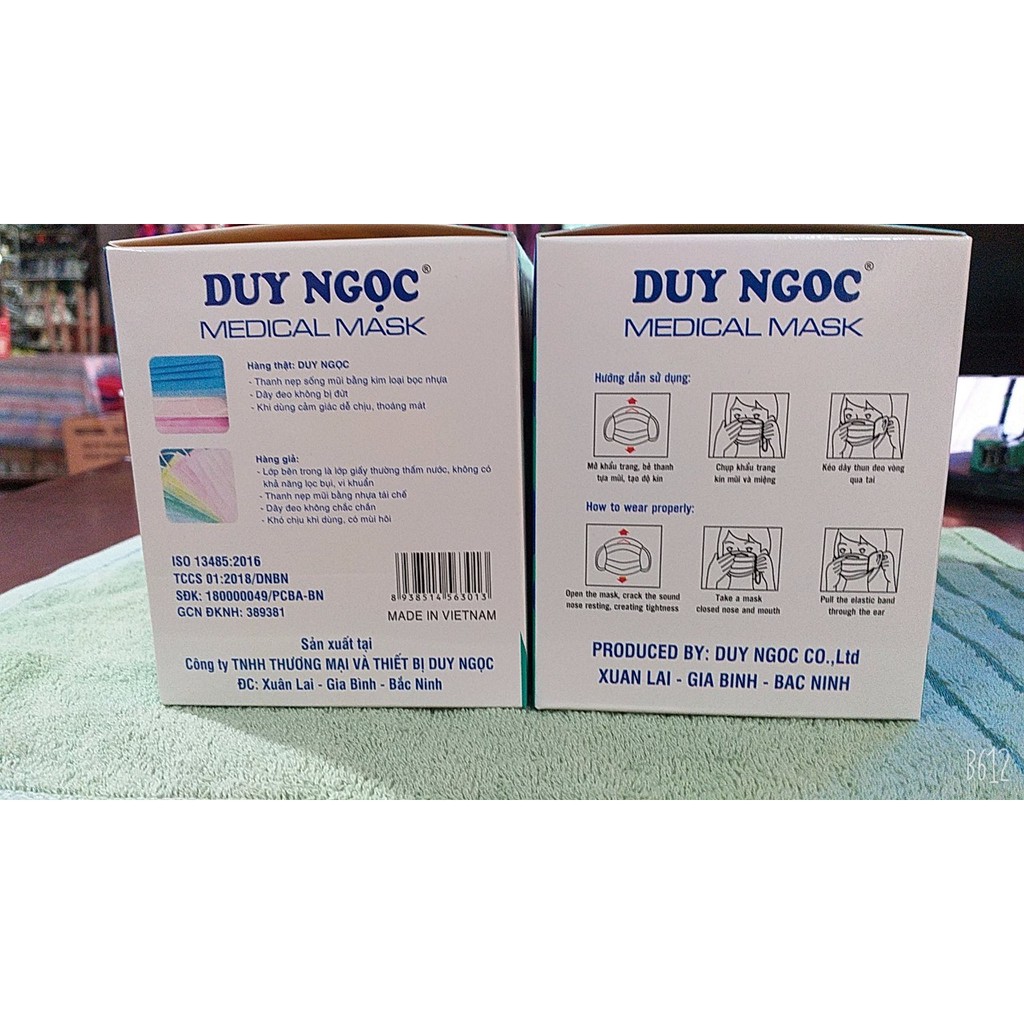 DUY NGỌC®
MEDICAL MASK
Hàng thật: DUY NGỌC
- Thanh nẹp sống mũi bằng kim loại bọc nhựa
- Dây đeo không bị đứt
- Khi dùng cảm giác dễ chịu, thoáng mát
Hàng giả:
- Lớp bên trong là lớp giấy thường thấm nước, không có
khả năng lọc bụi, vi khuẩn
- Thanh nẹp mũi bằng nhựa tái chế
- Dây đeo không chắc chắn
- Khó chịu khi dùng, có mùi hôi
ISO 13485:2016
TCCS 01:2018/DNBN
SĐK: 180000049/PCBA-BN
GCN ĐKNH: 389381
8 938514 563013
MADE IN VIETNAM
Sản xuất tại
Công ty TNHH THƯƠNG MẠI VÀ THIẾT BỊ DUY NGỌC
ĐC: Xuân Lai - Gia Bình - Bắc Ninh
DUY NGOC®
MEDICAL MASK
Hướng dẫn sử dụng:
Mở khẩu trang, bẻ thanh
tựa mũi, tạo độ kín
Chụp khẩu trang
kín mũi và miệng
Kéo dây thun đeo vòng
qua tai
How to wear properly:
Open the mask, crack the sound
nose resting, creating tightness
Take a mask
closed nose and mouth
Pull the elastic band
through the ear
PRODUCED BY: DUY NGOC CO.,Ltd
XUAN LAI - GIA BINH - BAC NINH
B612